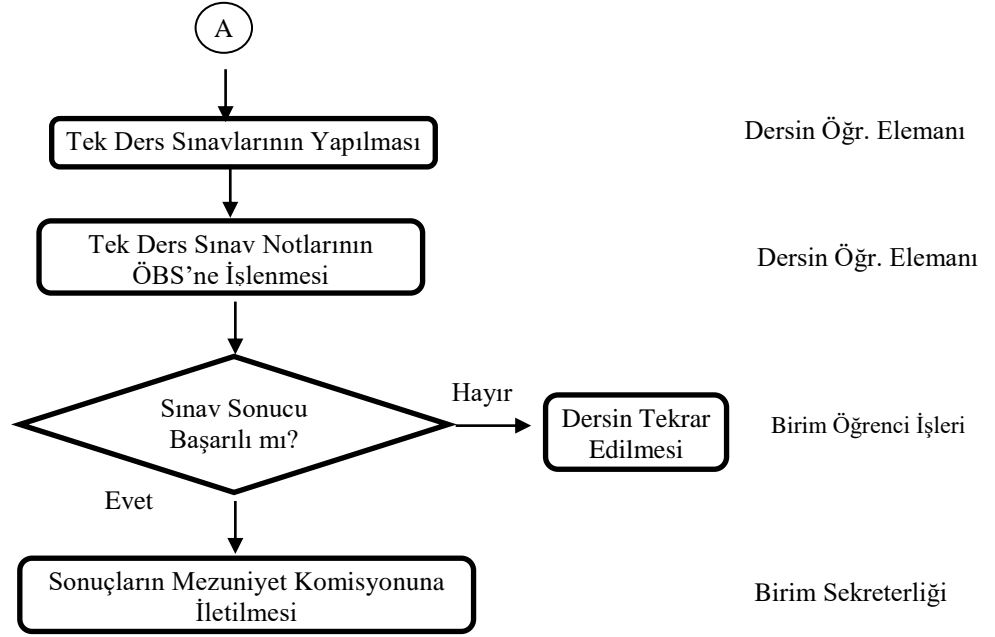 A
Tek Ders Sınavlarının Yapılması
Dersin Öğr. Elemanı
Tek Ders Sınav Notlarının
ÖBS’ne İşlenmesi
Dersin Öğr. Elemanı
Sınav Sonucu
Başarılı mı?
Hayır
Dersin Tekrar
Edilmesi
Birim Öğrenci İşleri
Evet
Sonuçların Mezuniyet Komisyonuna
İletilmesi
Birim Sekreterliği